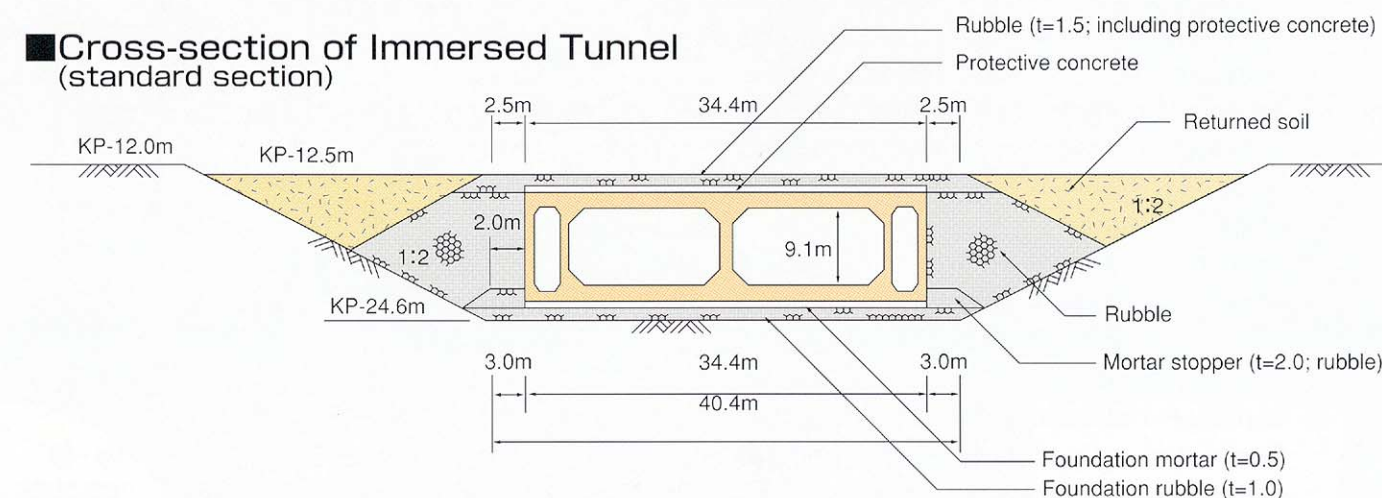 ■Cross-section of Immersed Tunnel
(standard section)
Rubble (t=1.5; including protective concrete)
Protective concrete
2.5m
34.4m
2.5m
Returned soil
KP-12.0m
KP-12.5m
2.0m
1:2
1:2
9.1m
KP-24.6m
Rubble
3.0m
34.4m
3.0m
Mortar stopper (t=2.0; rubble)
40.4m
Foundation mortar (t=0.5)
Foundation rubble (t=1.0)